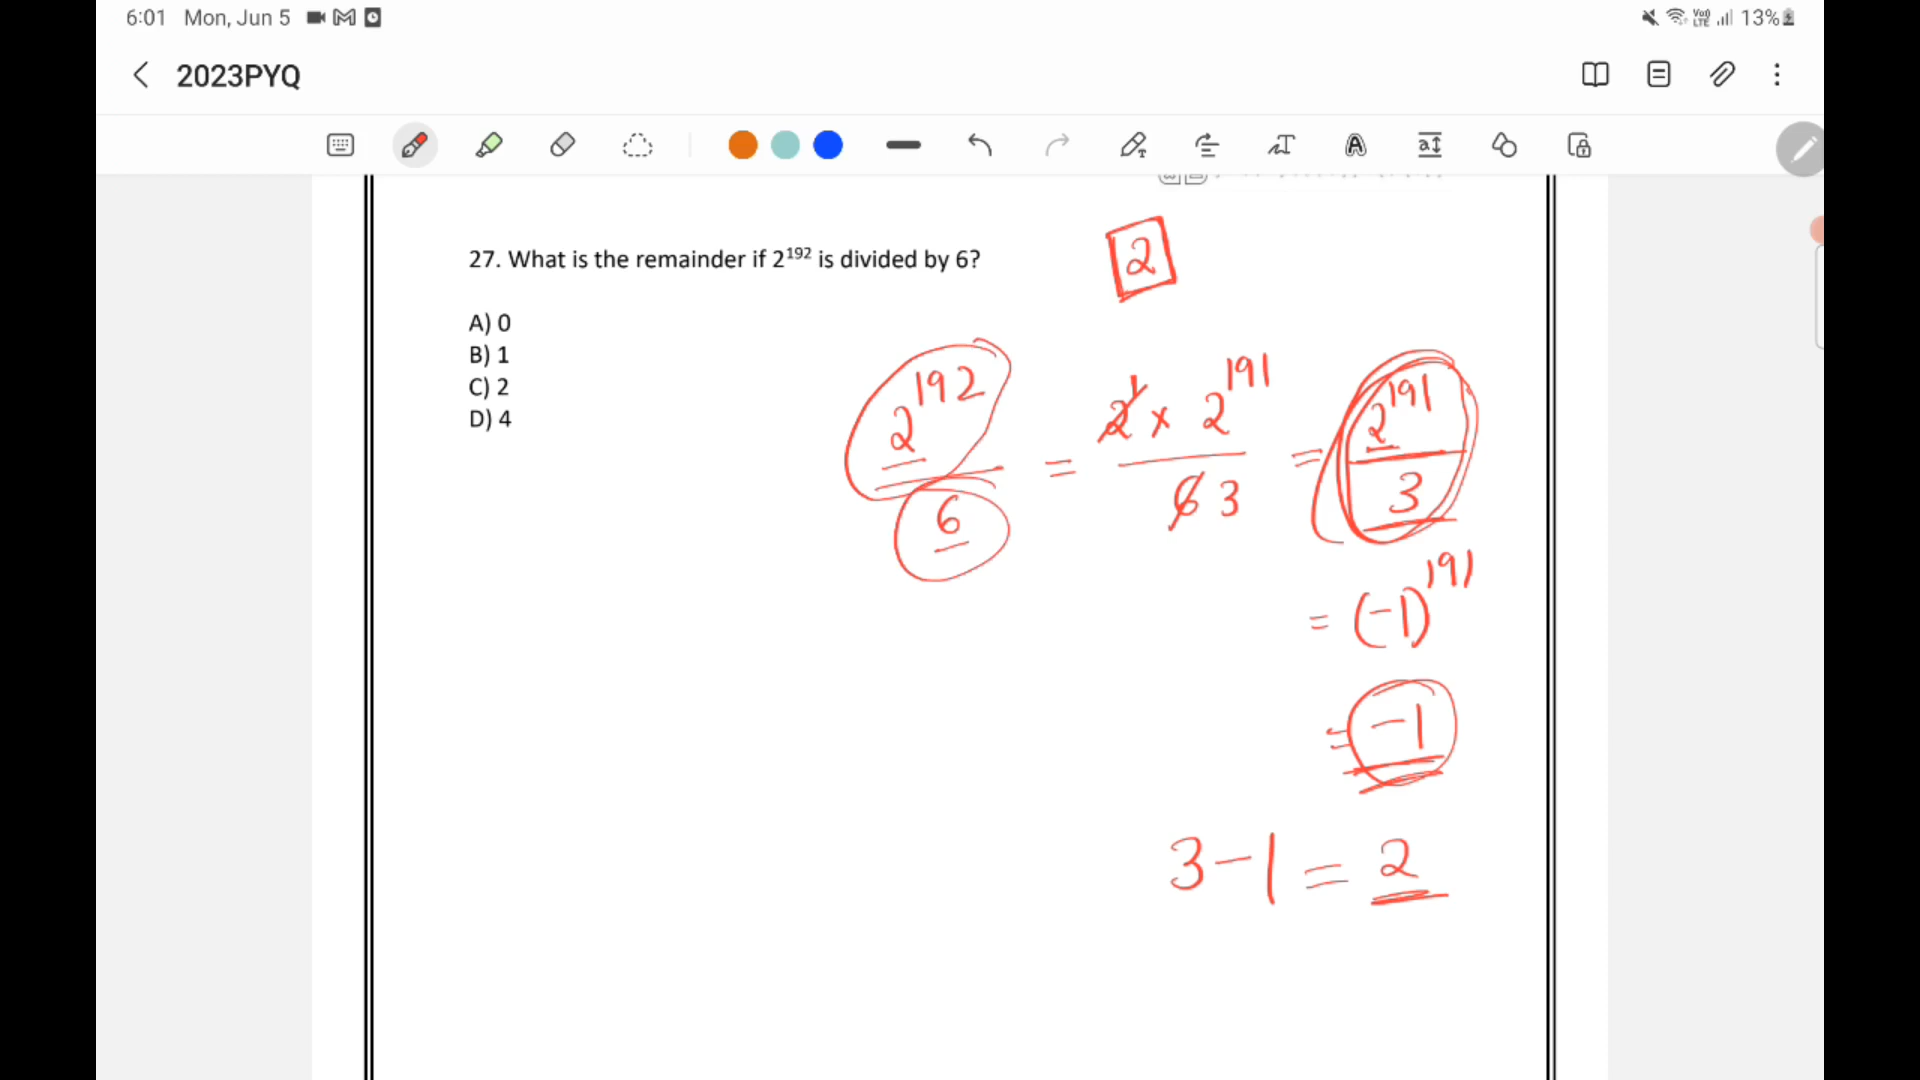 6:01 Mon, Jun 5
13%
2023PYQ
27. What is the remainder if 2¹⁹² is divided by 6?
2
A) 0
B) 1
C) 2
D) 4
2¹⁹²/6 = 2¹ x 2¹⁹¹/6 3 = 2¹⁹¹/3
= (-1)¹⁹¹
= -1
3 - 1 = 2